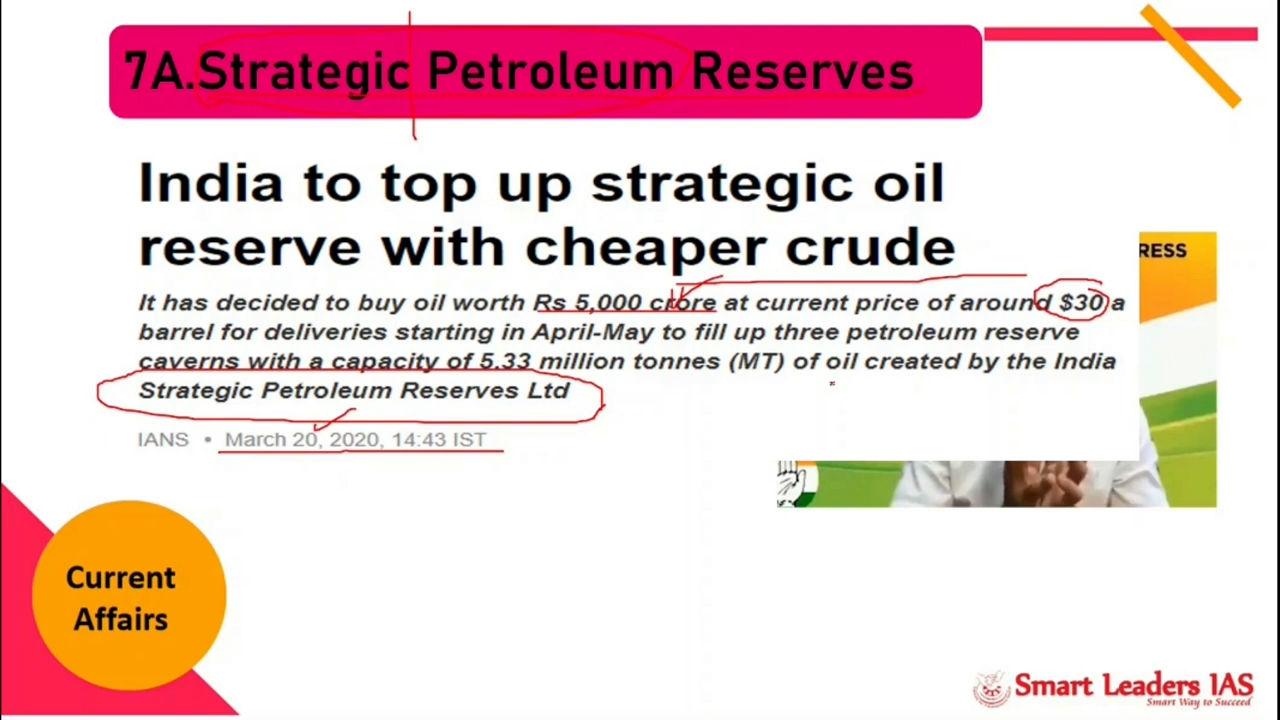 7A.Strategic Petroleum Reserves
India to top up strategic oil
reserve with cheaper crude
It has decided to buy oil worth Rs 5,000 crore at current price of around $30 a
barrel for deliveries starting in April-May to fill up three petroleum reserve
caverns with a capacity of 5.33 million tonnes (MT) of oil created by the India
Strategic Petroleum Reserves Ltd
IANS • March 20, 2020, 14:43 IST
RESS
Current
Affairs
Smart Leaders IAS
Smart Way to Succeed